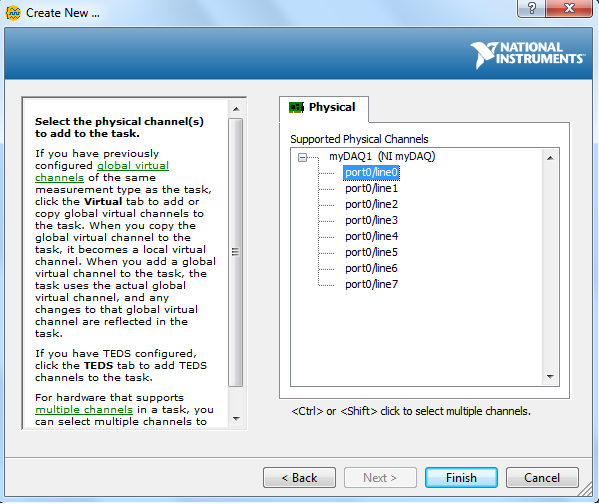 Create New ...
NATIONAL
INSTRUMENTS
Select the physical channel(s)
to add to the task.
If you have previously
configured global virtual
channels of the same
measurement type as the task,
click the Virtual tab to add or
copy global virtual channels to
the task. When you copy the
global virtual channel to the
task, it becomes a local virtual
channel. When you add a global
virtual channel to the task, the
task uses the actual global
virtual channel, and any
changes to that global virtual
channel are reflected in the
task.
If you have TEDS configured,
click the TEDS tab to add TEDS
channels to the task.
For hardware that supports
multiple channels in a task, you
can select multiple channels to
Physical
Supported Physical Channels
myDAQ1 (NI myDAQ)
port0/line0
port0/line1
port0/line2
port0/line3
port0/line4
port0/line5
port0/line6
port0/line7
<Ctrl> or <Shift> click to select multiple channels.
< Back
Next >
Finish
Cancel